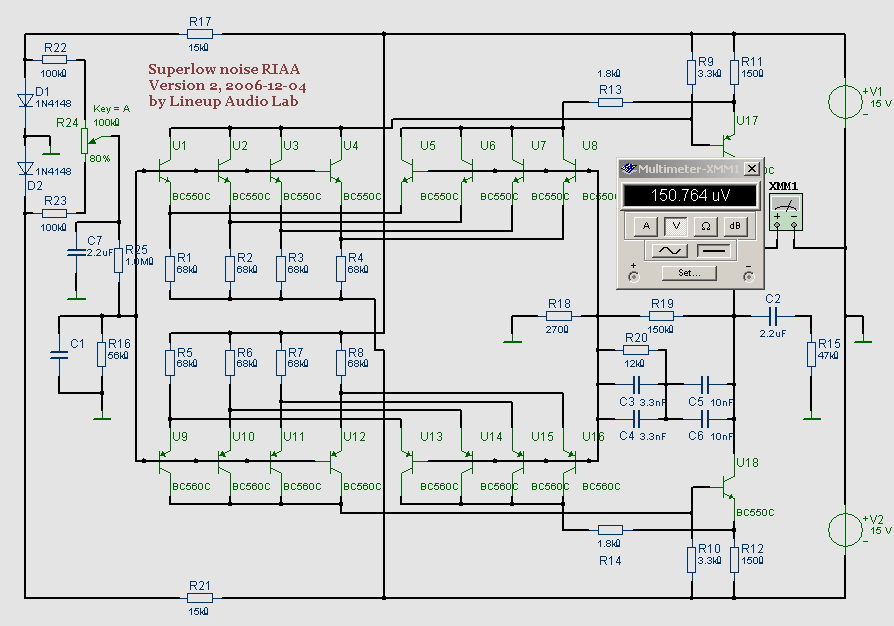 R17
15kΩ
R22
100kΩ
Superlow noise RIAA
Version 2, 2006-12-04
by Lineup Audio Lab
D1
1N4148
Key = A
R24
100kΩ
80%
1N4148
D2
R23
100kΩ
C7
2.2uF
R25
1.0MΩ
C1
R16
56kΩ
U1
U2
U3
U4
U5
U6
U7
U8
BC550C
BC550C
BC550C
BC550C
BC550C
BC550C
BC550C
R1
68kΩ
R2
68kΩ
R3
68kΩ
R4
68kΩ
R5
68kΩ
R6
68kΩ
R7
68kΩ
R8
68kΩ
U9
U10
U11
U12
U13
U14
U15
U16
BC560C
BC560C
BC560C
BC560C
BC560C
BC560C
BC560C
BC560C
1.8kΩ
R13
R9
3.3kΩ
R11
150Ω
U17
Multimeter-XMM1
X
150.764 uV
A
V
Ω
dB
+
Set...
-
XMM1
V1
15 V
R18
270Ω
R19
150kΩ
R20
12kΩ
C3
3.3nF
C5
10nF
C4
3.3nF
C6
10nF
C2
2.2uF
R15
47kΩ
U18
BC550C
1.8kΩ
R14
R10
3.3kΩ
R12
150Ω
V2
15 V
R21
15kΩ